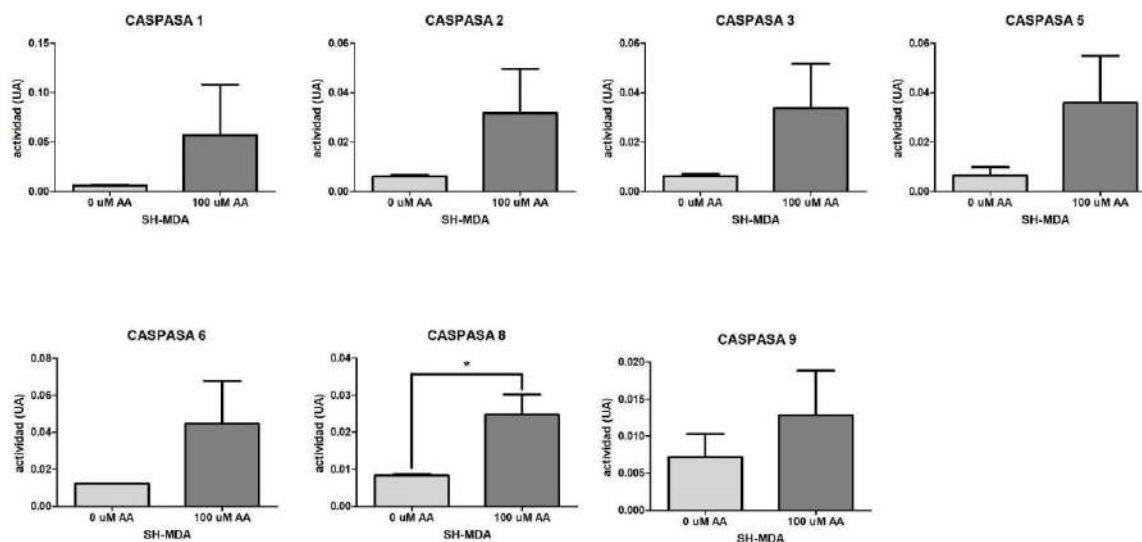 CASPASA 1
0.15
0.10
0.05
0.00
actividad (UA)
0 uM AA 100 uM AA
SH-MDA
CASPASA 2
0.06
0.04
0.02
0.00
actividad (UA)
0 uM AA 100 uM AA
SH-MDA
CASPASA 3
0.06
0.04
0.02
0.00
actividad (UA)
0 uM AA 100 uM AA
SH-MDA
CASPASA 5
0.06
0.04
0.02
0.00
actividad (UA)
0 uM AA 100 uM AA
SH-MDA
CASPASA 6
0.08
0.06
0.04
0.02
0.00
actividad (UA)
0 uM AA 100 uM AA
SH-MDA
CASPASA 8
0.04
0.03
0.02
0.01
0.00
actividad (UA)
*
0 uM AA 100 uM AA
SH-MDA
CASPASA 9
0.020
0.015
0.010
0.005
0.000
actividad (UA)
0 uM AA 100 uM AA
SH-MDA